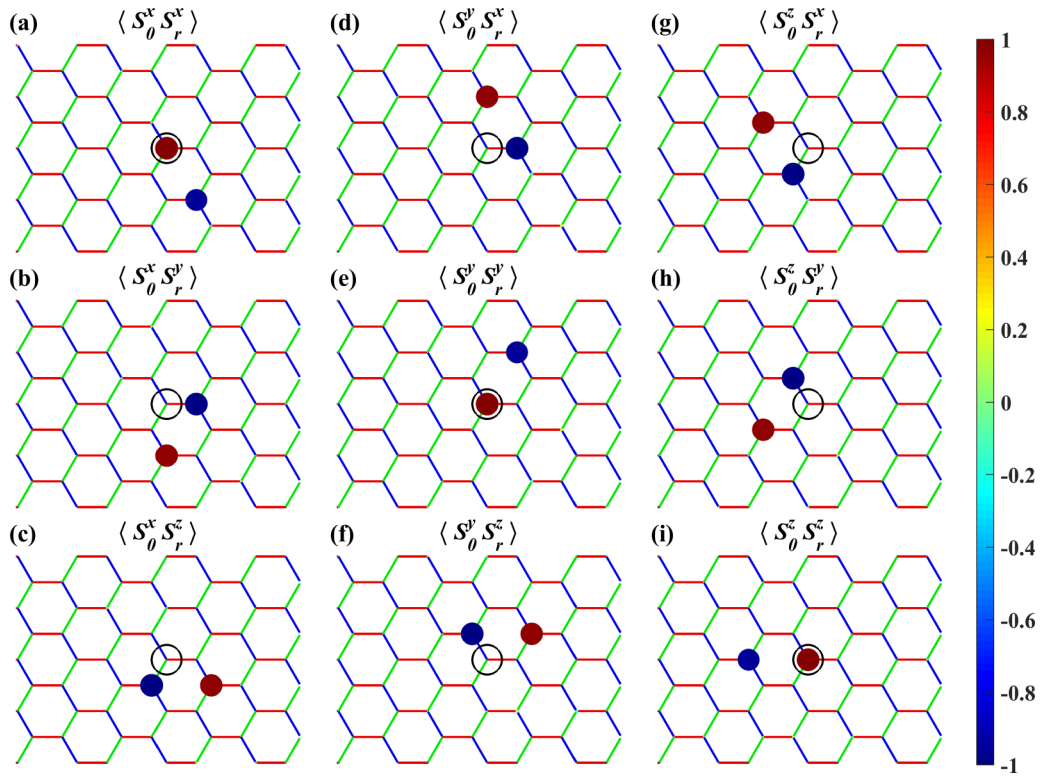 (a) ⟨ S₀ˣ Sᵣˣ ⟩
(d) ⟨ S₀ʸ Sᵣˣ ⟩
(g) ⟨ S₀ᶻ Sᵣˣ ⟩
(b) ⟨ S₀ˣ Sᵣʸ ⟩
(e) ⟨ S₀ʸ Sᵣʸ ⟩
(h) ⟨ S₀ᶻ Sᵣʸ ⟩
(c) ⟨ S₀ˣ Sᵣᶻ ⟩
(f) ⟨ S₀ʸ Sᵣᶻ ⟩
(i) ⟨ S₀ᶻ Sᵣᶻ ⟩
1
0.8
0.6
0.4
0.2
0
-0.2
-0.4
-0.6
-0.8
-1